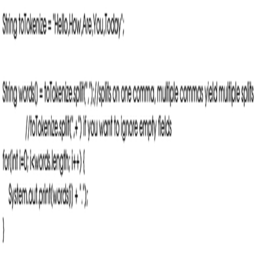 String toTokenize = "Hello,How,Are,You,Today";
String words[] = toTokenize.split(",");//splits on one comma, multiple commas yield multiple splits
//toTokenize.split(",+") if you want to ignore empty fields
for(int i=0; i<words.length; i++) {
System.out.print(words[i] + ".");
}